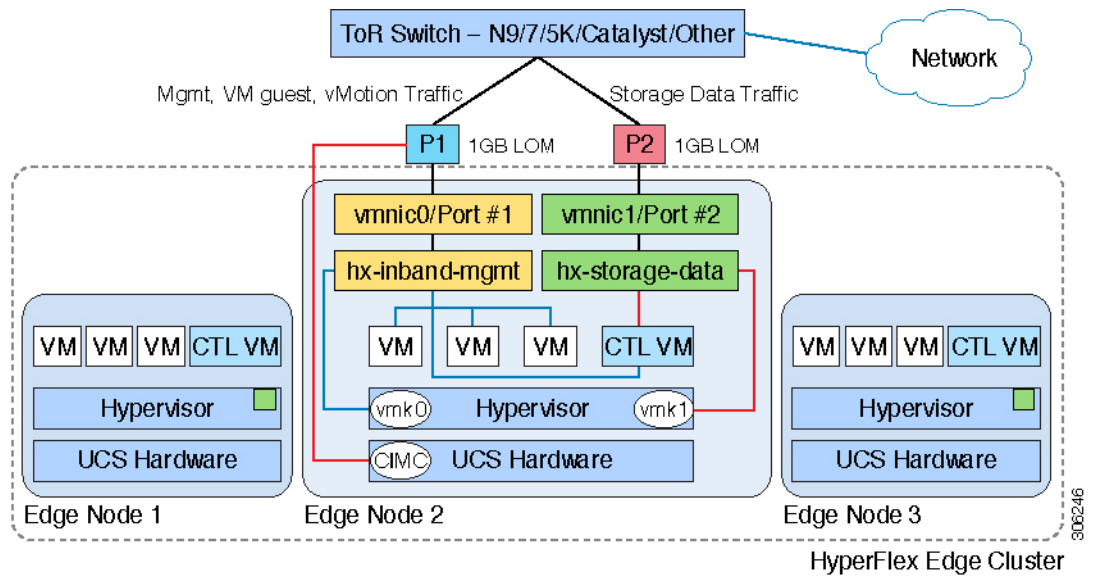 ToR Switch – N9/7/5K/Catalyst/Other
Network
Mgmt, VM guest, vMotion Traffic
Storage Data Traffic
P1
1GB LOM
P2
1GB LOM
vmnic0/Port #1
vmnic1/Port #2
hx-inband-mgmt
hx-storage-data
VM
VM
VM
CTL VM
Hypervisor
UCS Hardware
Edge Node 1
VM
VM
VM
CTL VM
vmk0
Hypervisor
vmk1
CIMC
UCS Hardware
Edge Node 2
VM
VM
VM
CTL VM
Hypervisor
UCS Hardware
Edge Node 3
306246
HyperFlex Edge Cluster